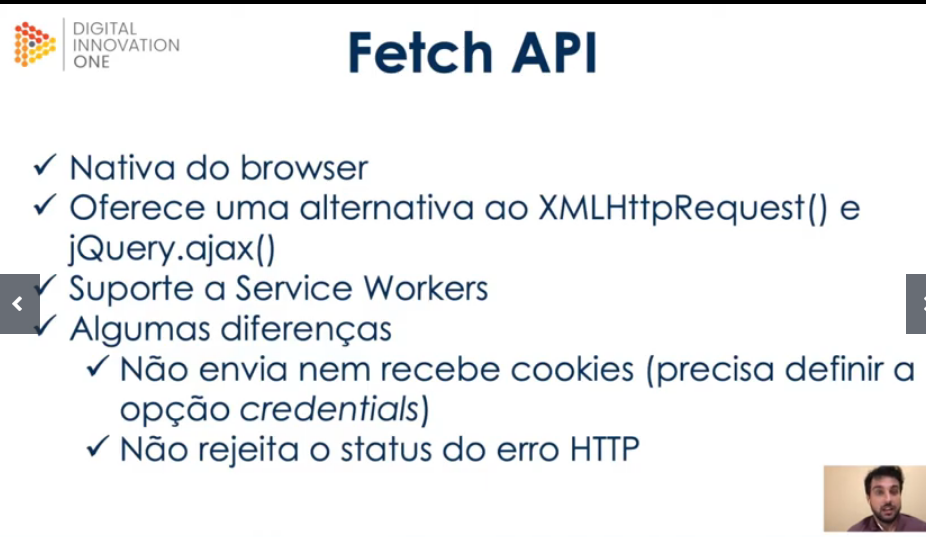 DIGITAL
INNOVATION
ONE
Fetch API
✓ Nativa do browser
✓ Oferece uma alternativa ao XMLHttpRequest() e
jQuery.ajax()
✓ Suporte a Service Workers
✓ Algumas diferenças
✓ Não envia nem recebe cookies (precisa definir a
opção credentials)
✓ Não rejeita o status do erro HTTP